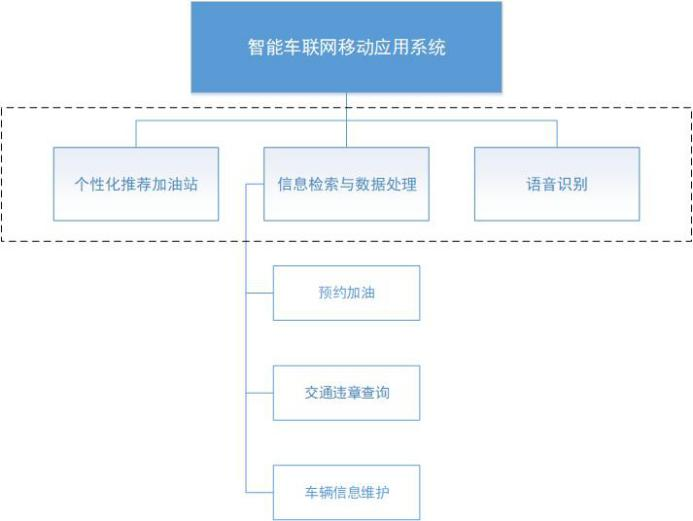 智能车联网移动应用系统
个性化推荐加油站
信息检索与数据处理
语音识别
预约加油
交通违章查询
车辆信息维护